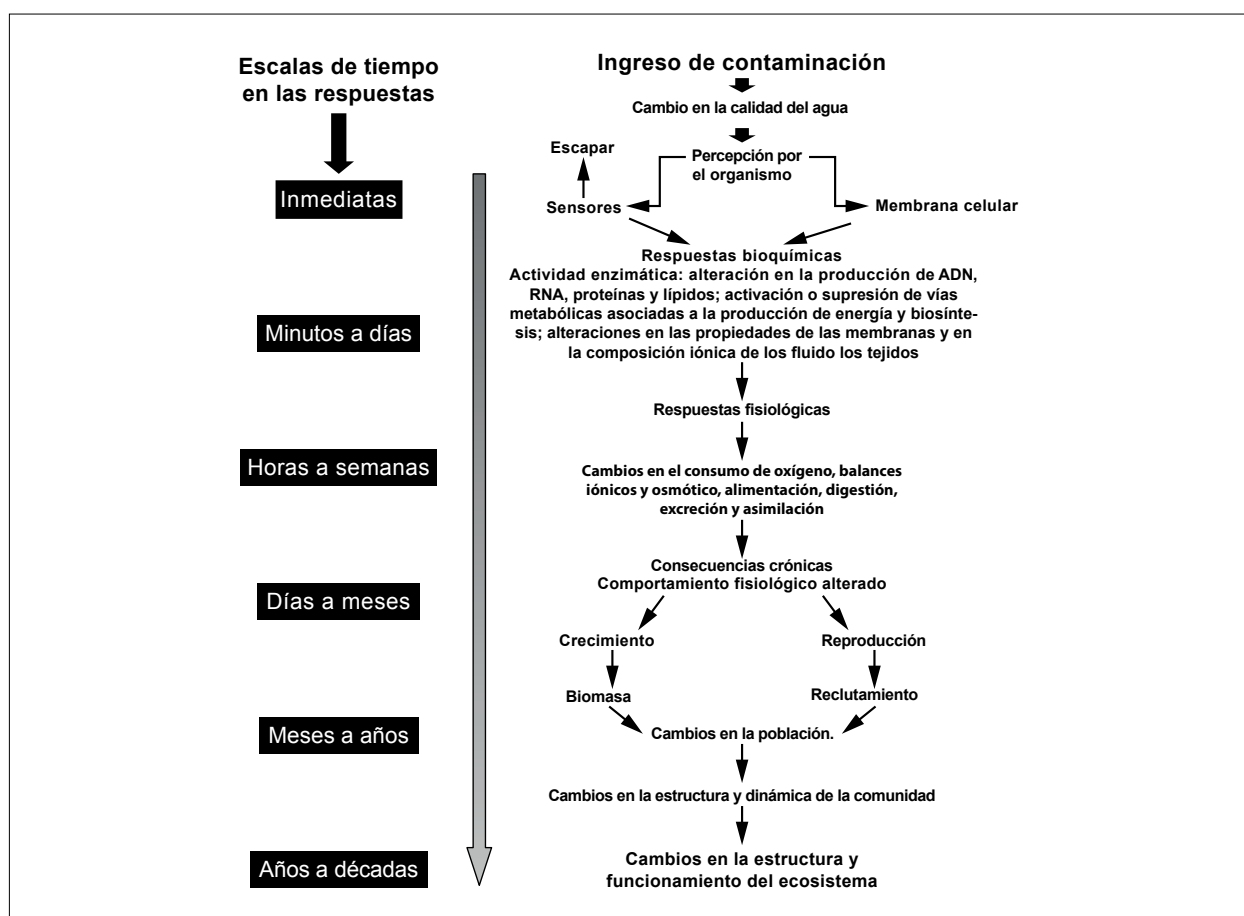 Escalas de tiempo
en las respuestas
Inmediatas
Minutos a días
Horas a semanas
Días a meses
Meses a años
Años a décadas
Ingreso de contaminación
Cambio en la calidad del agua
Escapar
Percepción por
el organismo
Sensores
Membrana celular
Respuestas bioquímicas
Actividad enzimática: alteración en la producción de ADN,
RNA, proteínas y lípidos; activación o supresión de vías
metabólicas asociadas a la producción de energía y biosínte-
sis; alteraciones en las propiedades de las membranas y en
la composición iónica de los fluido los tejidos
Respuestas fisiológicas
Cambios en el consumo de oxígeno, balances
iónicos y osmótico, alimentación, digestión,
excreción y asimilación
Consecuencias crónicas
Comportamiento fisiológico alterado
Crecimiento
Reproducción
Biomasa
Reclutamiento
Cambios en la población.
Cambios en la estructura y dinámica de la comunidad
Cambios en la estructura y
funcionamiento del ecosistema